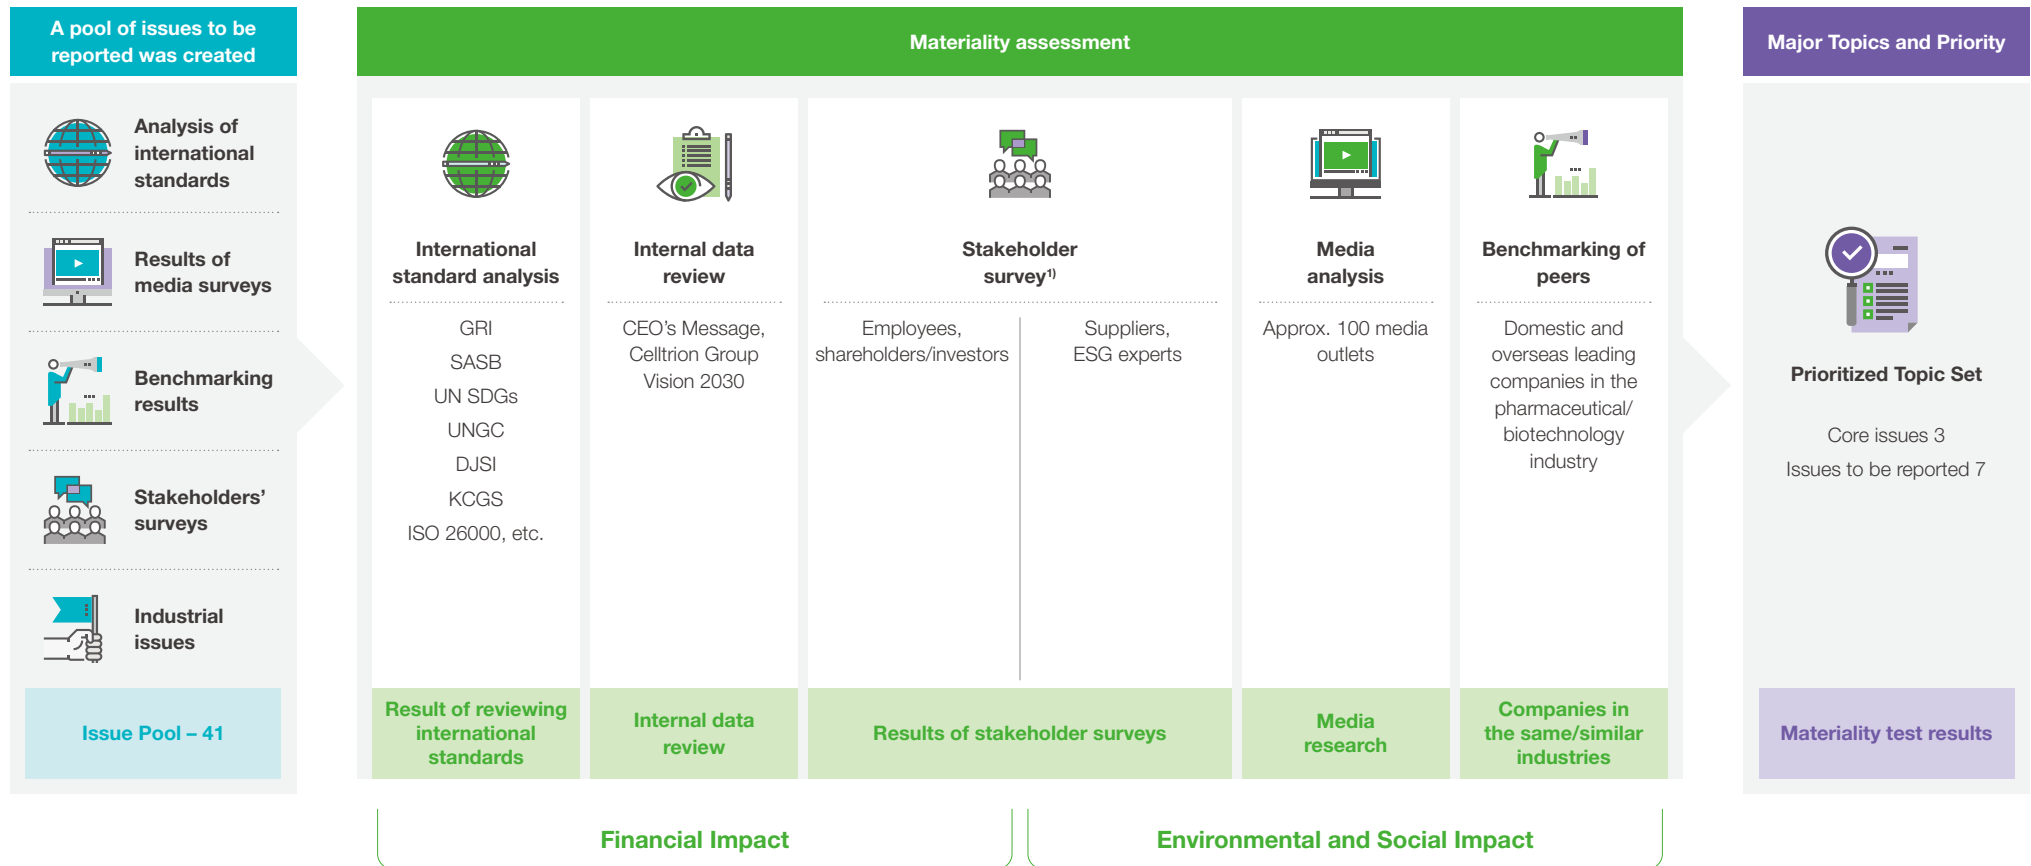 A pool of issues to be
reported was created
Analysis of
international
standards
Results of
media surveys
Benchmarking
results
Stakeholders’
surveys
Industrial
issues
Issue Pool – 41
Materiality assessment
International
standard analysis
GRI
SASB
UN SDGs
UNGC
DJSI
KCGS
ISO 26000, etc.
Result of reviewing
international
standards
Internal data
review
CEO’s Message,
Celltrion Group
Vision 2030
Internal data
review
Stakeholder
survey1)
Employees,
shareholders/investors
Suppliers,
ESG experts
Results of stakeholder surveys
Media
analysis
Approx. 100 media
outlets
Media
research
Benchmarking of
peers
Domestic and
overseas leading
companies in the
pharmaceutical/
biotechnology
industry
Companies in
the same/similar
industries
Financial Impact
Environmental and Social Impact
Major Topics and Priority
Prioritized Topic Set
Core issues 3
Issues to be reported 7
Materiality test results